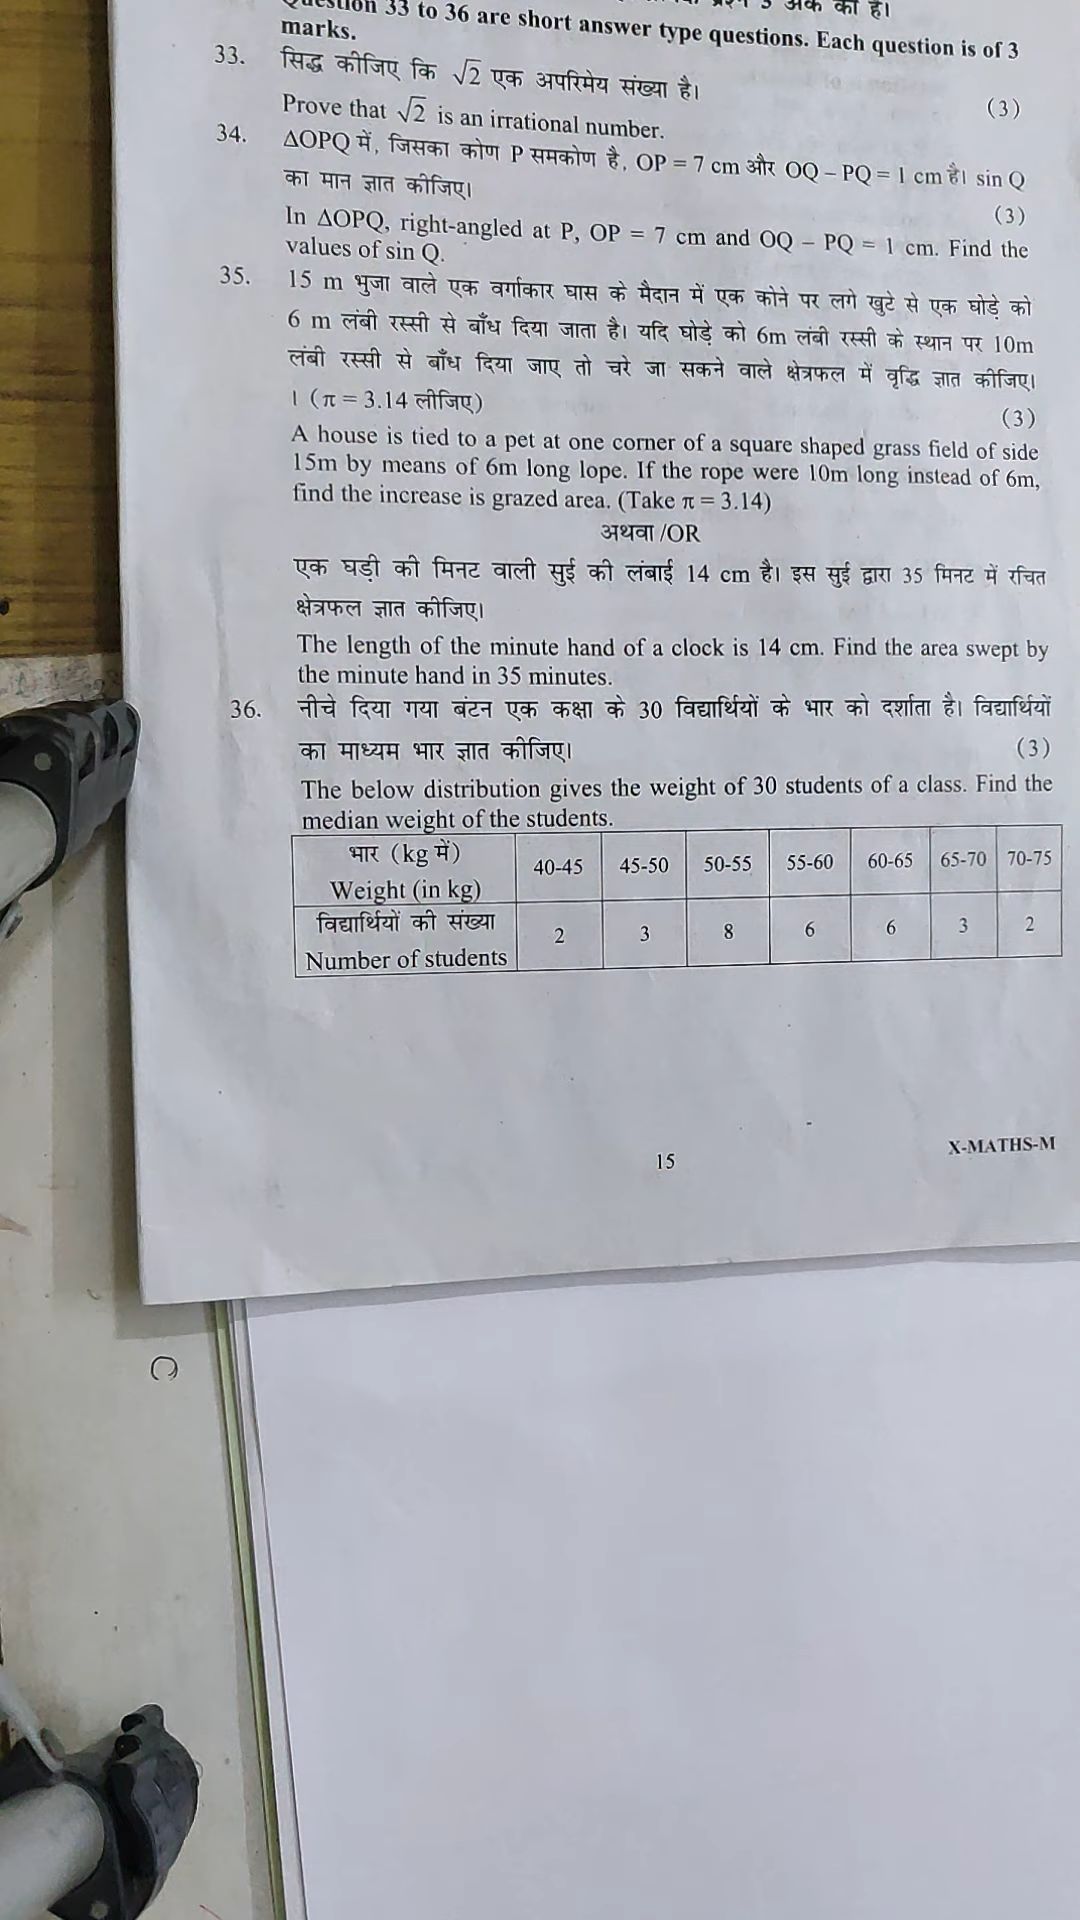 अंक का है।
Question 33 to 36 are short answer type questions. Each question is of 3
marks.
33. सिद्ध कीजिए कि √2 एक अपरिमेय संख्या है। (3)
Prove that √2 is an irrational number.
34. ΔOPQ में, जिसका कोण P समकोण है, OP = 7 cm और OQ – PQ = 1 cm है। sin Q
का मान ज्ञात कीजिए। (3)
In ΔOPQ, right-angled at P, OP = 7 cm and OQ – PQ = 1 cm. Find the
values of sin Q.
35. 15 m भुजा वाले एक वर्गाकार घास के मैदान में एक कोने पर लगे खुटे से एक घोड़े को
6 m लंबी रस्सी से बाँध दिया जाता है। यदि घोड़े को 6m लंबी रस्सी के स्थान पर 10m
लंबी रस्सी से बाँध दिया जाए तो चरे जा सकने वाले क्षेत्रफल में वृद्धि ज्ञात कीजिए।
। (π = 3.14 लीजिए) (3)
A house is tied to a pet at one corner of a square shaped grass field of side
15m by means of 6m long lope. If the rope were 10m long instead of 6m,
find the increase is grazed area. (Take π = 3.14)
अथवा /OR
एक घड़ी की मिनट वाली सुई की लंबाई 14 cm है। इस सुई द्वारा 35 मिनट में रचित
क्षेत्रफल ज्ञात कीजिए।
The length of the minute hand of a clock is 14 cm. Find the area swept by
the minute hand in 35 minutes.
36. नीचे दिया गया बंटन एक कक्षा के 30 विद्यार्थियों के भार को दर्शाता है। विद्यार्थियों
का माध्यम भार ज्ञात कीजिए। (3)
The below distribution gives the weight of 30 students of a class. Find the
median weight of the students.
भार (kg में)
Weight (in kg) 40-45 45-50 50-55 55-60 60-65 65-70 70-75
विद्यार्थियों की संख्या
Number of students 2 3 8 6 6 3 2
15
X-MATHS-M